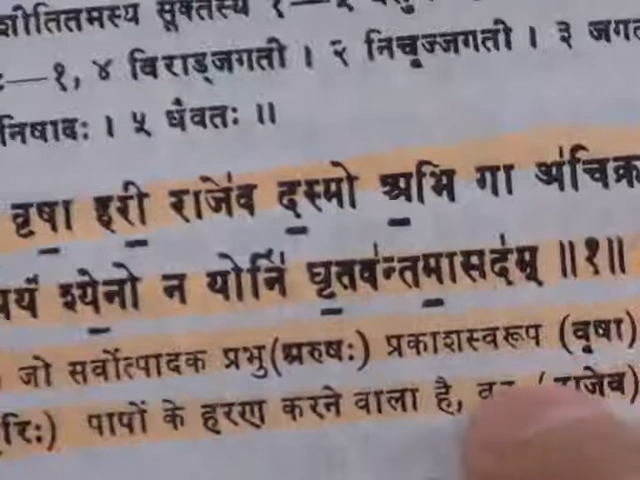 शीतितमस्य सूक्तस्य १—
—१, ४ विराड्जगती । २ निचृज्जगती । ३ जगत
निषादः । ५ धैवतः ॥
वृषा हरी राजेव दस्मो अभि गा अचिक्र
श्येनो न योनिं घृतवन्तमासदम् ॥१॥
जो सर्वोत्पादक प्रभु (अरुषः) प्रकाशस्वरूप (वृषा)
रिः) पापों के हरण करने वाला है, राजेव)